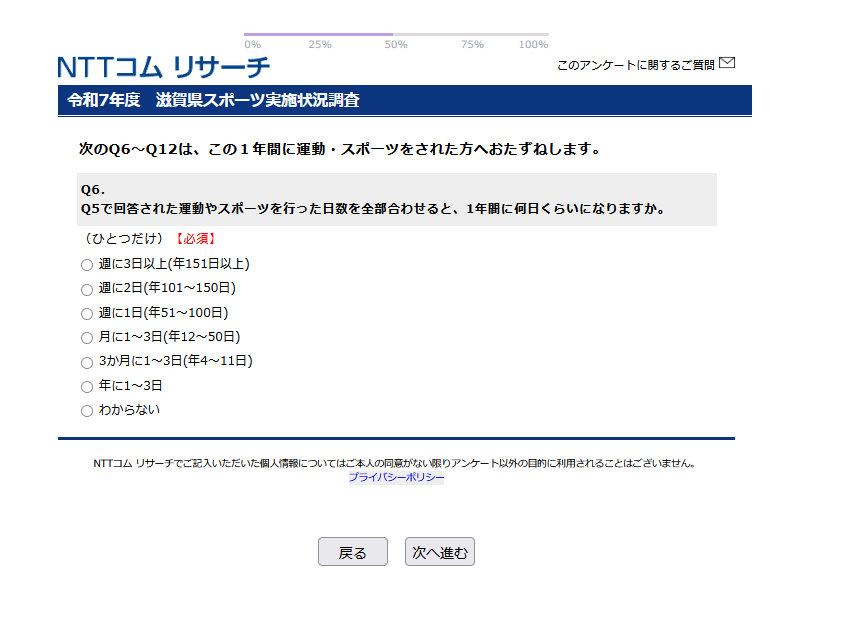 0% 25% 50% 75% 100%
NTTコム リサーチ
このアンケートに関するご質問
令和7年度　滋賀県スポーツ実施状況調査
次のQ6～Q12は、この１年間に運動・スポーツをされた方へおたずねします。
Q6.
Q5で回答された運動やスポーツを行った日数を全部合わせると、1年間に何日くらいになりますか。
（ひとつだけ）【必須】
週に3日以上(年151日以上)
週に2日(年101～150日)
週に1日(年51～100日)
月に1～3日(年12～50日)
3か月に1～3日(年4～11日)
年に1～3日
わからない
NTTコム リサーチでご記入いただいた個人情報についてはご本人の同意がない限りアンケート以外の目的に利用されることはございません。
プライバシーポリシー
戻る 次へ進む